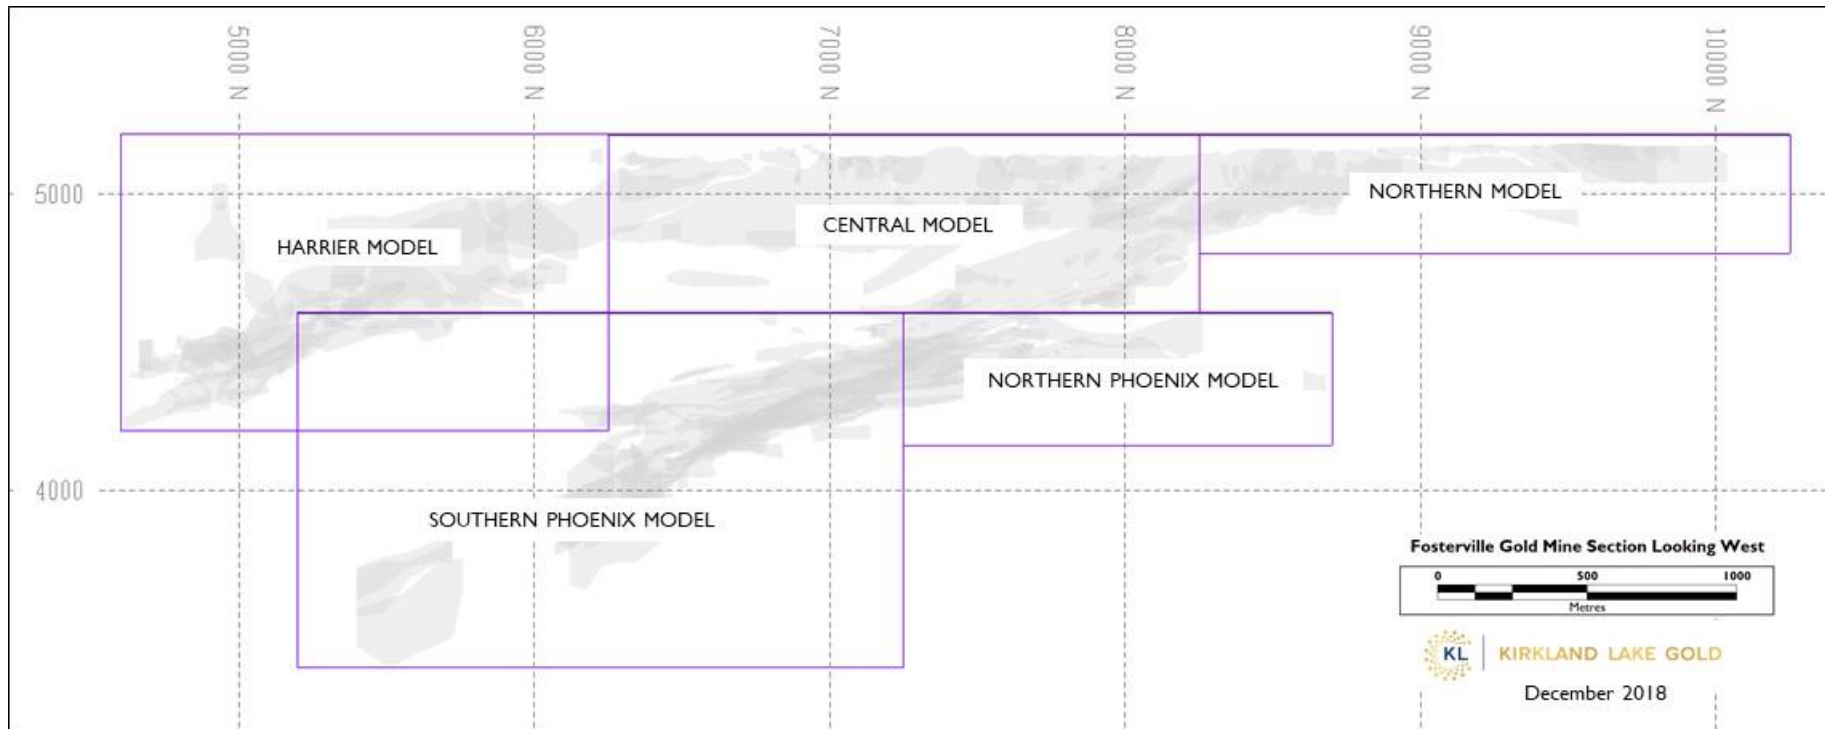 5000 N
6000 N
7000 N
8000 N
9000 N
10000 N
5000
NORTHERN MODEL
CENTRAL MODEL
HARRIER MODEL
NORTHERN PHOENIX MODEL
4000
SOUTHERN PHOENIX MODEL
Fosterville Gold Mine Section Looking West
0 500 1000
Metres
KL KIRKLAND LAKE GOLD
December 2018